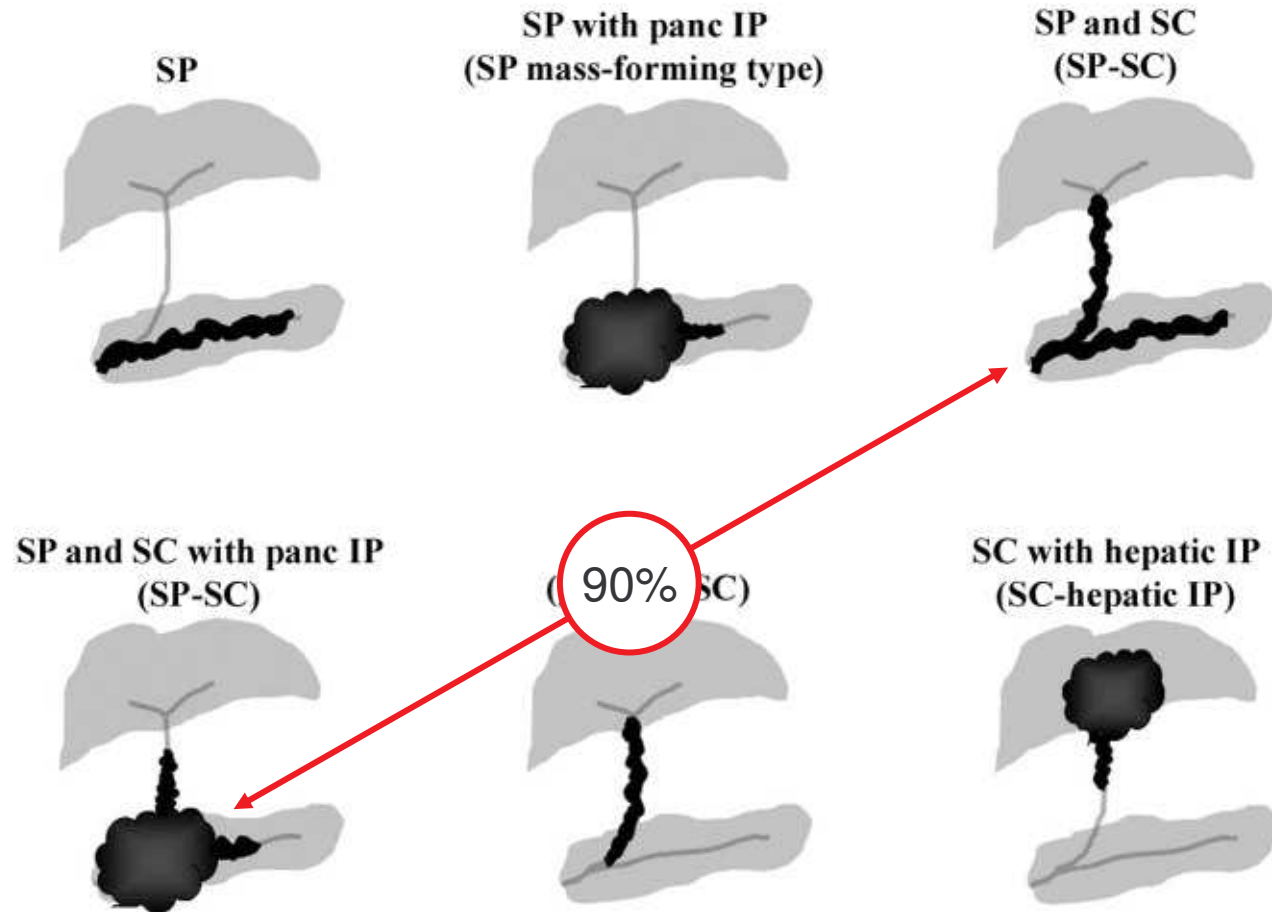 SP
SP with panc IP
(SP mass-forming type)
SP and SC
(SP-SC)
SP and SC with panc IP
(SP-SC)
( SC)
90%
SC with hepatic IP
(SC-hepatic IP)